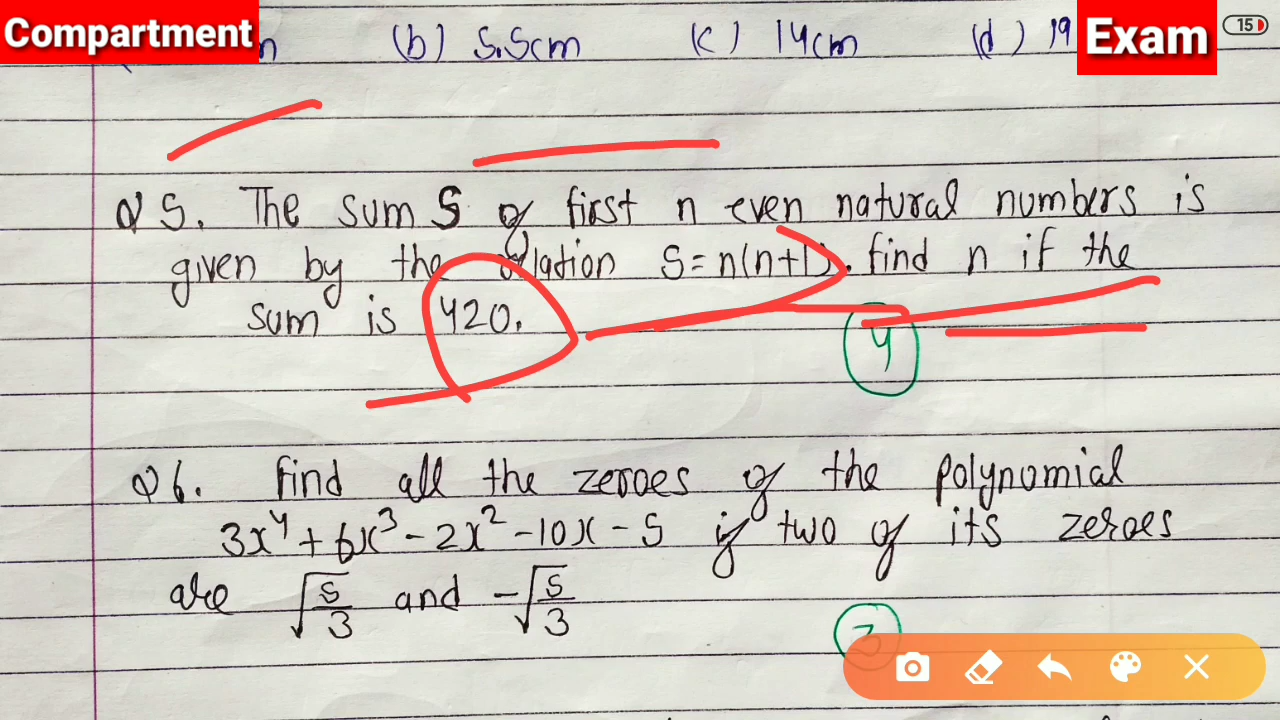 Compartment
Exam
15
n (b) 5.5cm (c) 14cm (d) 19
Q5. The sum S of first n even natural numbers is
given by the relation S=n(n+1). find n if the
sum is 420.
4
Q6. find all the zeroes of the polynomial
3x⁴+6x³-2x²-10x-5 if two of its zeroes
are √5/3 and -√5/3
3